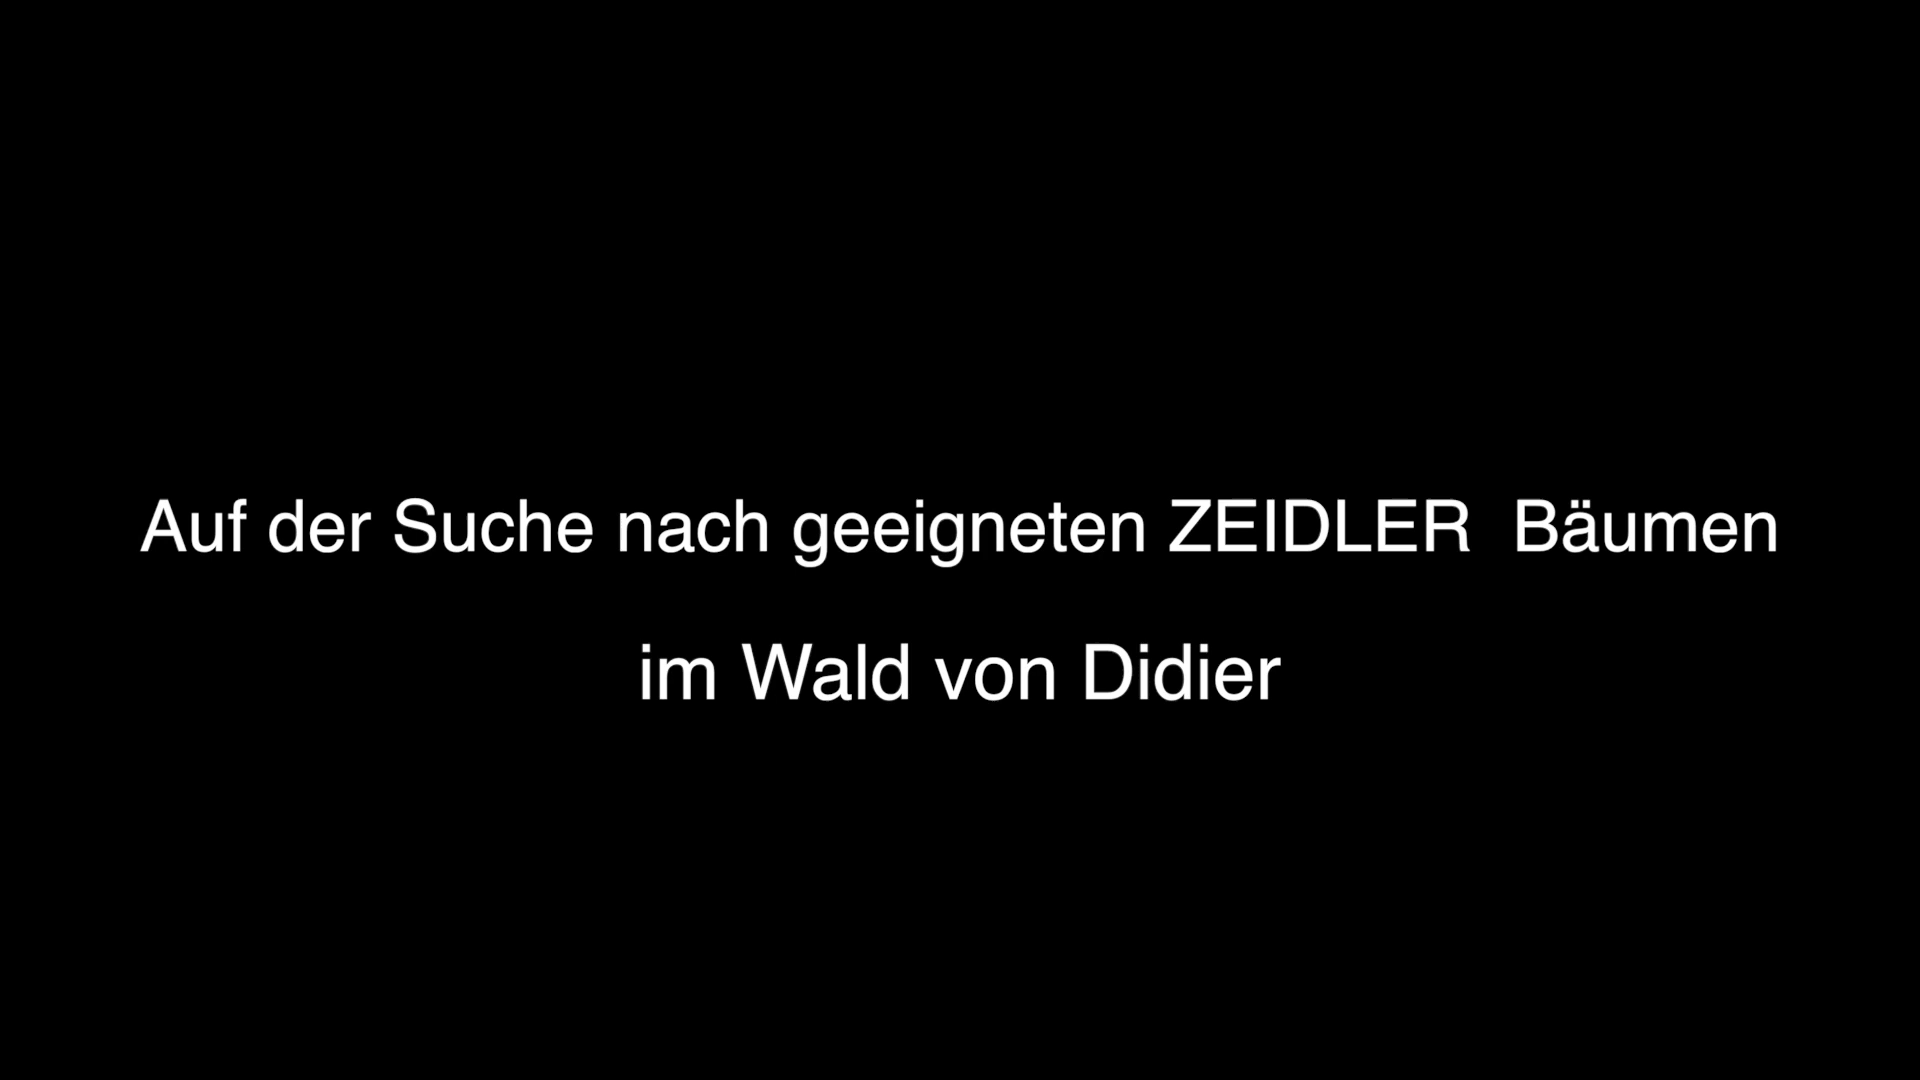 Auf der Suche nach geeigneten ZEIDLER  Bäumen
im Wald von Didier